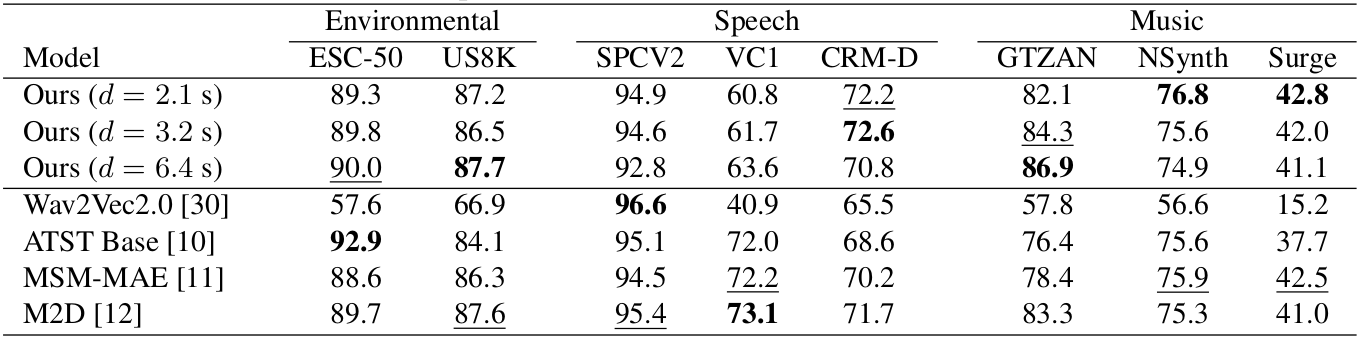 Environmental Speech Music
Model ESC-50 US8K SPCV2 VC1 CRM-D GTZAN NSynth Surge
Ours (d = 2.1 s) 89.3 87.2 94.9 60.8 72.2 82.1 76.8 42.8
Ours (d = 3.2 s) 89.8 86.5 94.6 61.7 72.6 84.3 75.6 42.0
Ours (d = 6.4 s) 90.0 87.7 92.8 63.6 70.8 86.9 74.9 41.1
Wav2Vec2.0 [30] 57.6 66.9 96.6 40.9 65.5 57.8 56.6 15.2
ATST Base [10] 92.9 84.1 95.1 72.0 68.6 76.4 75.6 37.7
MSM-MAE [11] 88.6 86.3 94.5 72.2 70.2 78.4 75.9 42.5
M2D [12] 89.7 87.6 95.4 73.1 71.7 83.3 75.3 41.0